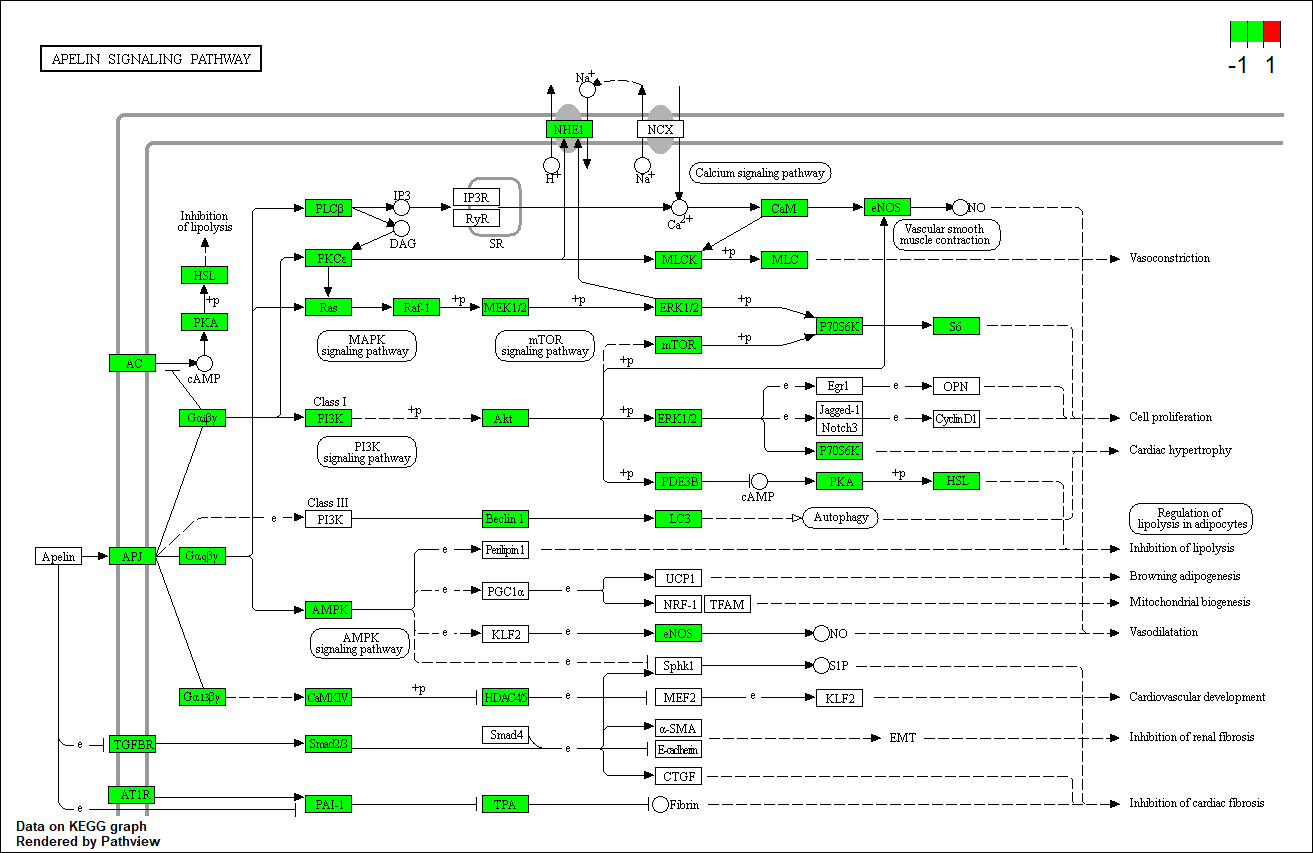 APELIN SIGNALING PATHWAY
-1 1
Na+
NHE1
NCX
H+
Na+
Calcium signaling pathway
Inhibition
of lipolysis
PLCβ
IP3
IP3R
RyR
SR
DAG
Ca2+
CaM
eNOS
NO
Vascular smooth
muscle contraction
HSL
PKCε
MLCK
+p
MLC
Vasoconstriction
+p
PKA
Ras
Raf-1
+p
MEK1/2
+p
ERK1/2
+p
P70S6K
S6
MAPK
signaling pathway
mTOR
signaling pathway
mTOR
+p
+p
AC
cAMP
Class I
Gαiβγ
PI3K
+p
Akt
+p
ERK1/2
e
Egr1
e
OPN
e
Jagged-1
Notch3
e
CyclinD1
Cell proliferation
e
P70S6K
Cardiac hypertrophy
PI3K
signaling pathway
+p
PDE3B
cAMP
PKA
+p
HSL
Class III
e
PI3K
Beclin 1
LC3
Autophagy
Regulation of
lipolysis in adipocytes
Apelin
APJ
Gαqβγ
e
Perilipin1
Inhibition of lipolysis
e
PGC1α
e
UCP1
Browning adipogenesis
NRF-1
TFAM
Mitochondrial biogenesis
AMPK
AMPK
signaling pathway
e
KLF2
e
eNOS
NO
Vasodilatation
e
Sphk1
S1P
Gα13βγ
CaMKIV
+p
HDAC4/5
e
MEF2
e
KLF2
Cardiovascular development
e
TGFBR
Smad2/3
Smad4
e
α-SMA
E-cadherin
EMT
Inhibition of renal fibrosis
CTGF
AT1R
e
PAI-1
TPA
Fibrin
Inhibition of cardiac fibrosis
Data on KEGG graph
Rendered by Pathview